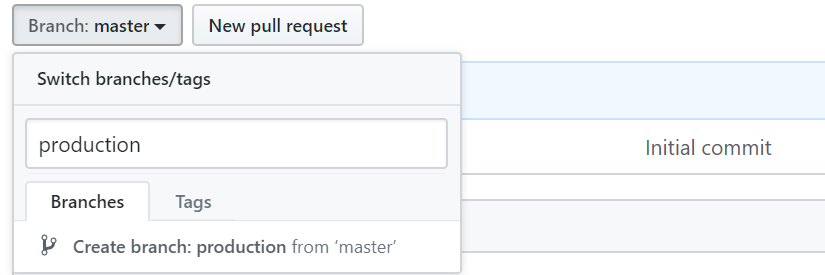 Branch: master New pull request
Switch branches/tags
production
Initial commit
Branches Tags
Create branch: production from ‘master’